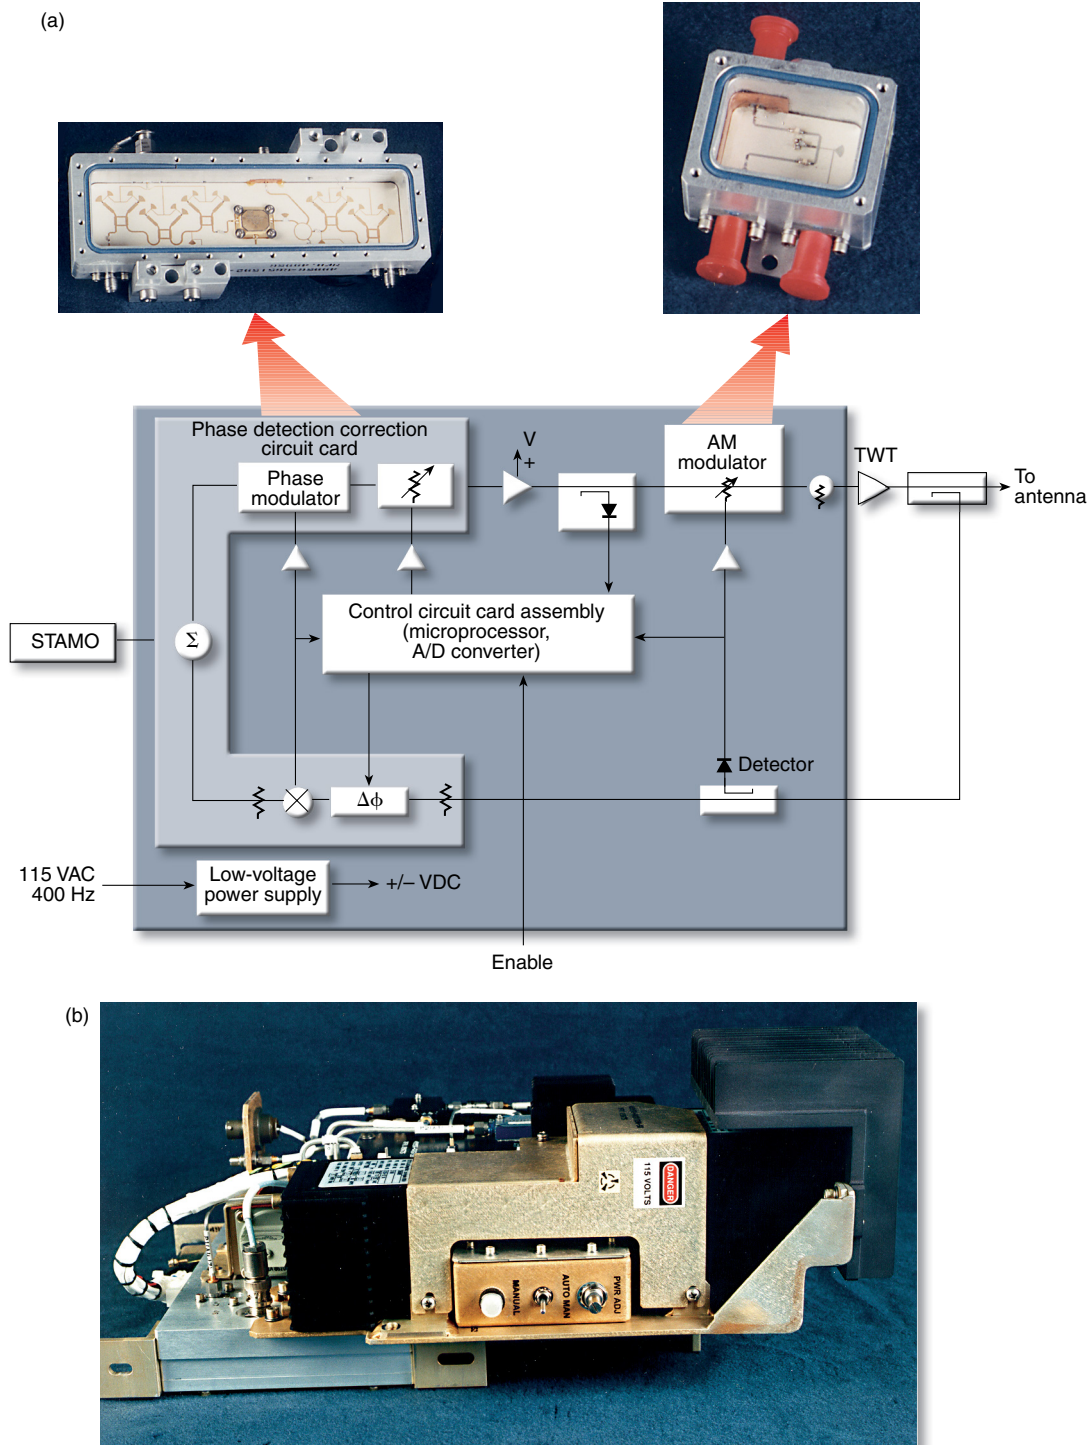 (a)
Phase detection correction
circuit card
Phase
modulator
V
+
AM
modulator
TWT
To
antenna
Control circuit card assembly
(microprocessor,
A/D converter)
STAMO
Σ
Detector
Δϕ
115 VAC
400 Hz
Low-voltage
power supply
+/– VDC
Enable
(b)
DANGER
115 VOLTS
MANUAL
AUTO MAN
PWR ADJ